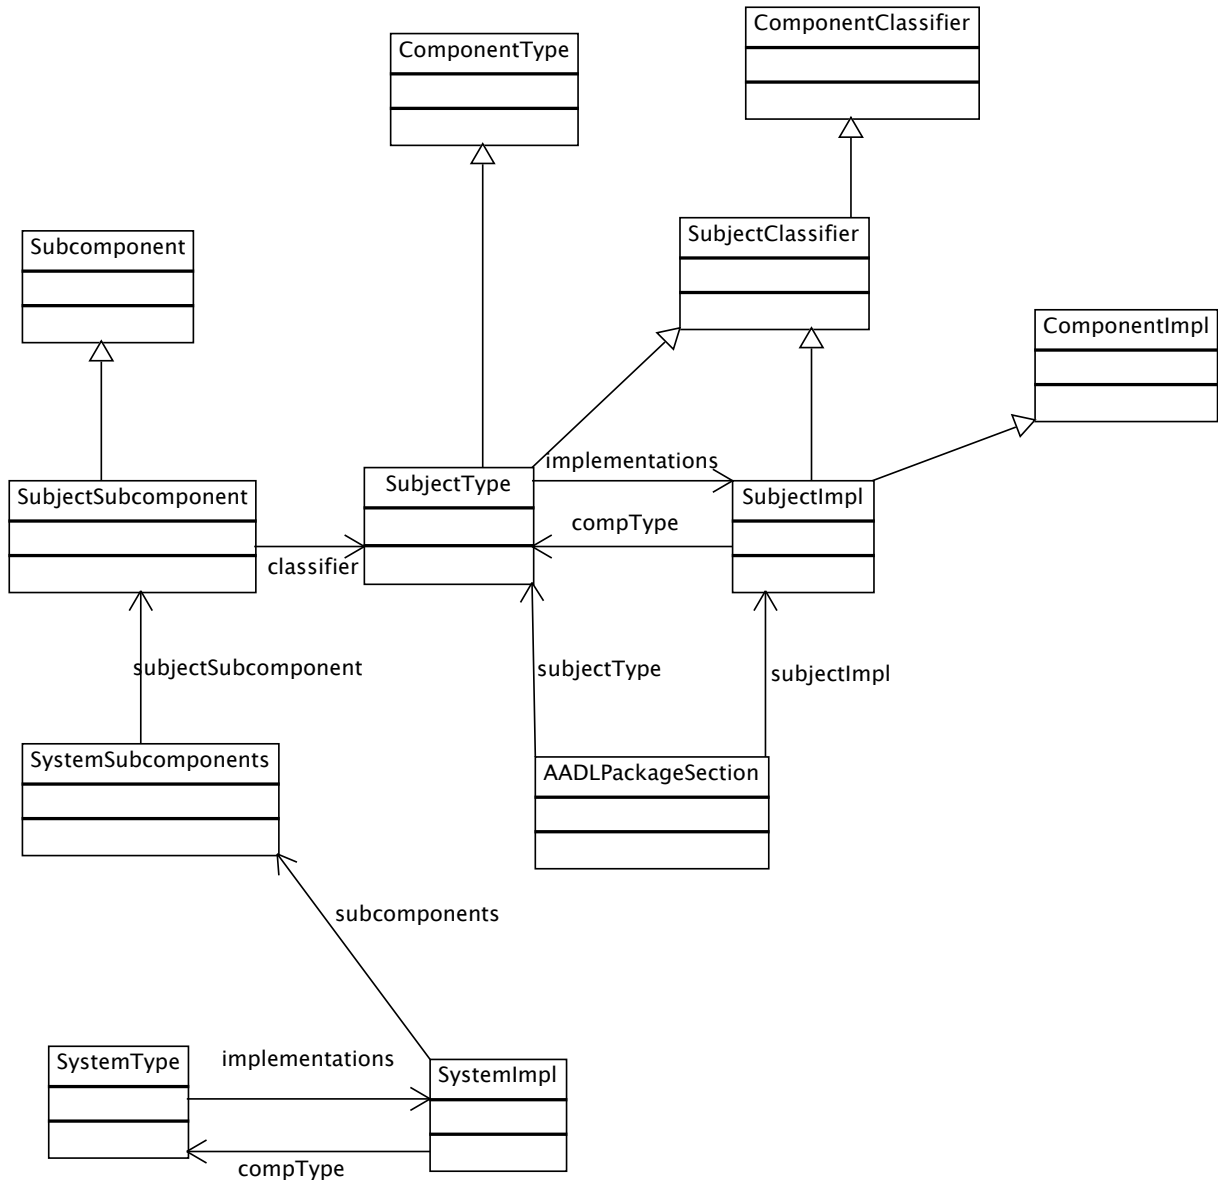 ComponentClassifier
ComponentType
SubjectClassifier
Subcomponent
ComponentImpl
implementations
SubjectType
SubjectSubcomponent
SubjectImpl
compType
classifier
subjectSubcomponent
subjectType
subjectImpl
SystemSubcomponents
AADLPackageSection
subcomponents
implementations
SystemType
SystemImpl
compType